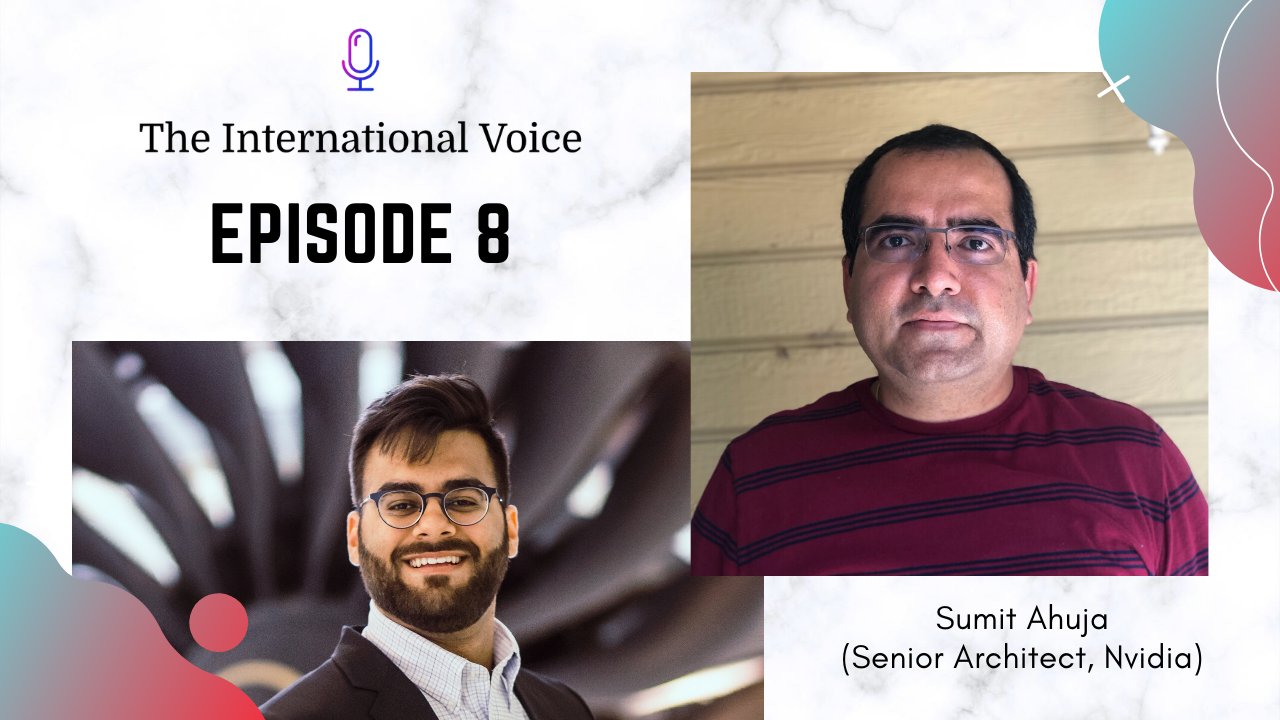 The International Voice
EPISODE 8
Sumit Ahuja
(Senior Architect, Nvidia)